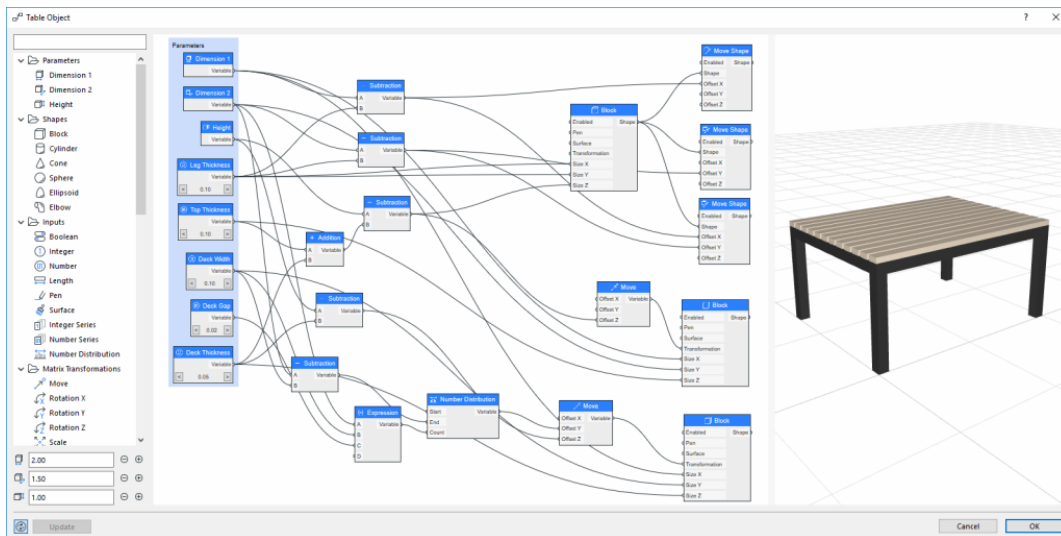 Table Object
? ×
Parameters
Dimension 1
Dimension 2
Height
Shapes
Block
Cylinder
Cone
Sphere
Ellipsoid
Elbow
Inputs
Boolean
Integer
Number
Length
Pen
Surface
Integer Series
Number Series
Number Distribution
Matrix Transformations
Move
Rotation X
Rotation Y
Rotation Z
Scale
2.00
1.50
1.00
Update
Parameters
Dimension 1
Variable
Dimension 2
Variable
Height
Variable
Leg Thickness
Variable
0.10
Top Thickness
Variable
0.10
Deck Width
Variable
0.10
Deck Gap
Variable
0.02
Deck Thickness
Variable
0.05
Subtraction
A Variable
B
Subtraction
A Variable
B
Subtraction
A Variable
B
Addition
A Variable
B
Subtraction
A Variable
B
Subtraction
A Variable
B
Expression
A Variable
B
C
D
Number Distribution
Start Variable
End
Count
Block
Enabled Shape
Pen
Surface
Transformation
Size X
Size Y
Size Z
Move
Offset X Variable
Offset Y
Offset Z
Move
Offset X Variable
Offset Y
Offset Z
Move Shape
Enabled Shape
Shape
Offset X
Offset Y
Offset Z
Move Shape
Enabled Shape
Shape
Offset X
Offset Y
Offset Z
Move Shape
Enabled Shape
Shape
Offset X
Offset Y
Offset Z
Block
Enabled Shape
Pen
Surface
Transformation
Size X
Size Y
Size Z
Block
Enabled Shape
Pen
Surface
Transformation
Size X
Size Y
Size Z
Cancel
OK